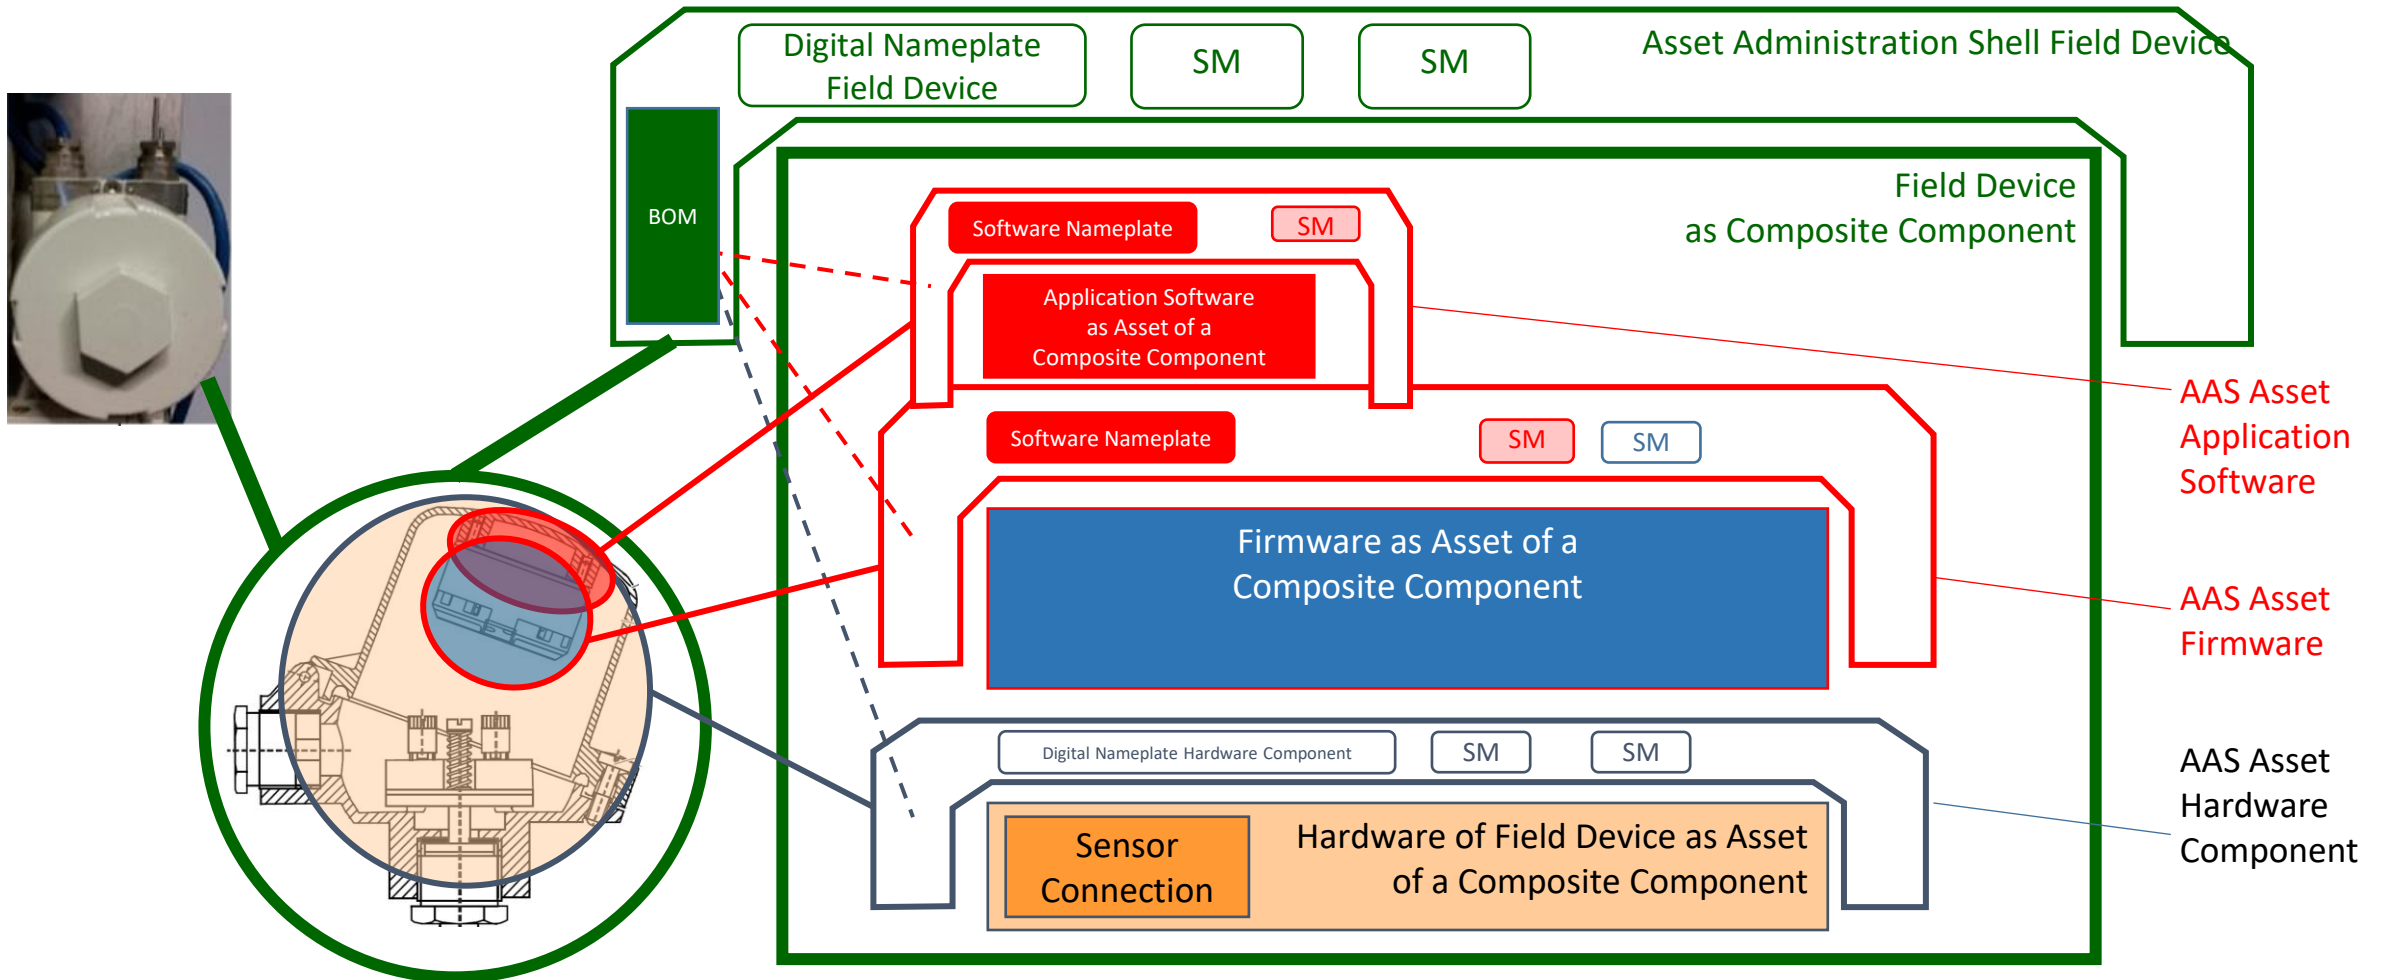 Digital Nameplate
Field Device
SM
SM
Asset Administration Shell Field Device
BOM
Field Device
as Composite Component
Software Nameplate
SM
Application Software
as Asset of a
Composite Component
AAS Asset
Application
Software
Software Nameplate
SM
SM
Firmware as Asset of a
Composite Component
AAS Asset
Firmware
Digital Nameplate Hardware Component
SM
SM
AAS Asset
Hardware
Component
Sensor
Connection
Hardware of Field Device as Asset
of a Composite Component